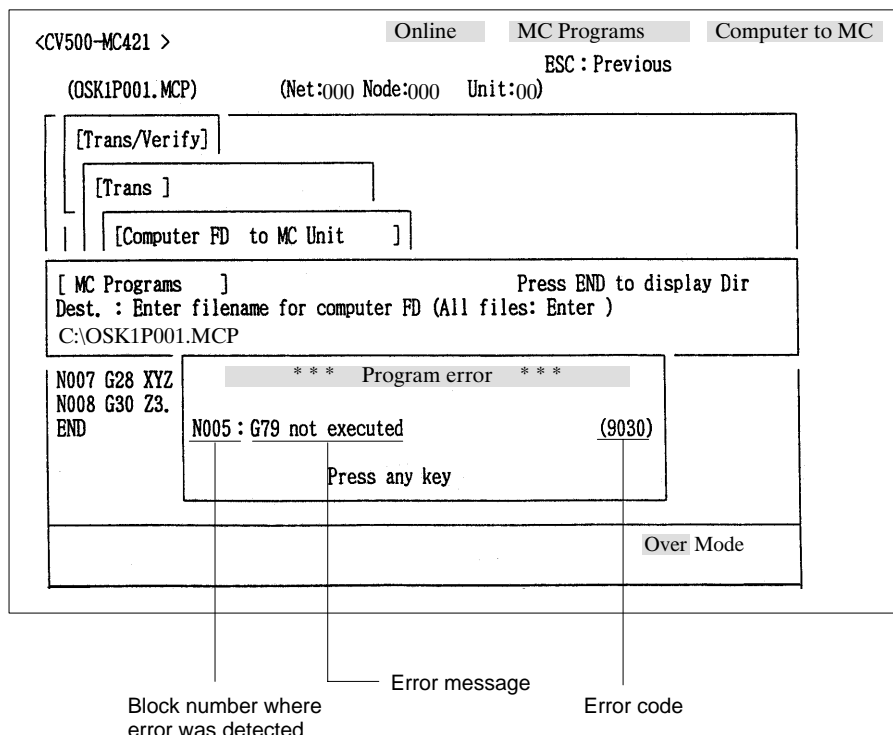 <CV500-MC421 > Online MC Programs Computer to MC
ESC : Previous
(OSK1P001.MCP) (Net:000 Node:000 Unit:00)
[Trans/Verify]
[Trans ]
[Computer FD to MC Unit ]
[ MC Programs ] Press END to display Dir
Dest. : Enter filename for computer FD (All files: Enter )
C:\OSK1P001.MCP
N007 G28 XYZ * * * Program error * * *
N008 G30 Z3.
END N005 : G79 not executed (9030)
Press any key
Over Mode
Error message
Block number where Error code
error was detected